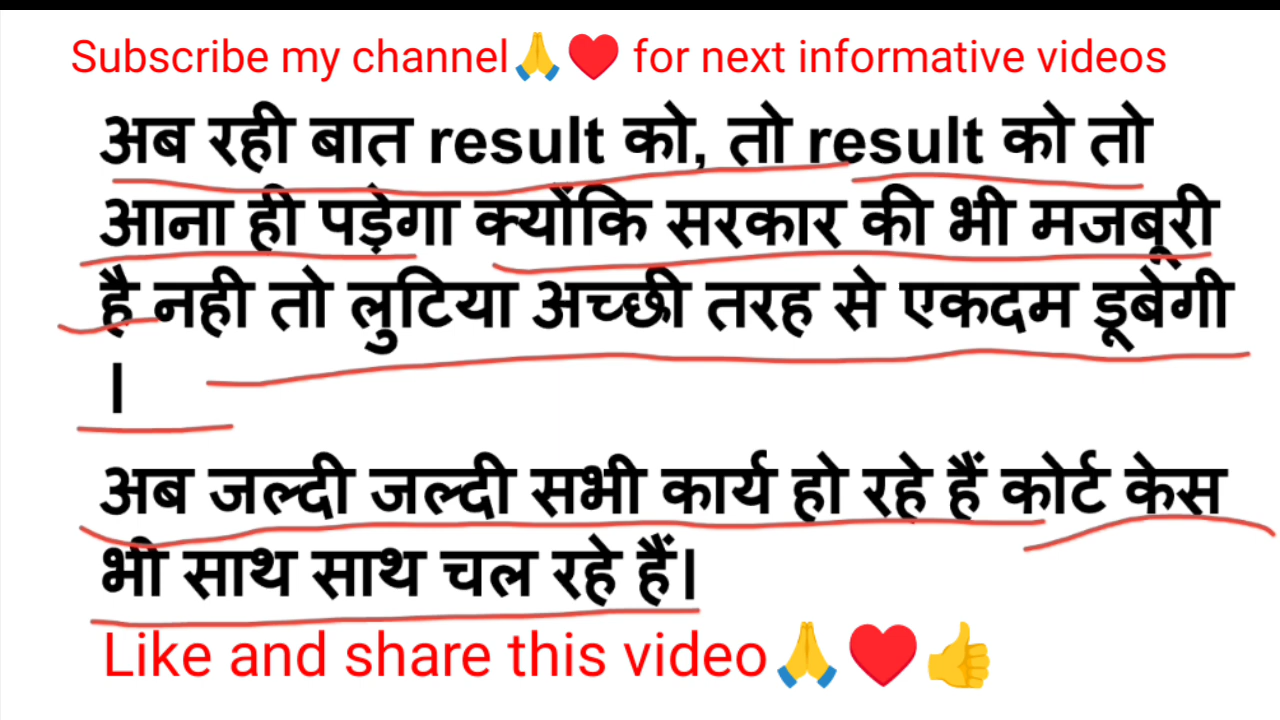 Subscribe my channel🙏♥️ for next informative videos
अब रही बात result को, तो result को तो
आना ही पड़ेगा क्योंकि सरकार की भी मजबूरी
है नही तो लुटिया अच्छी तरह से एकदम डूबेगी
।
अब जल्दी जल्दी सभी कार्य हो रहे हैं कोर्ट केस
भी साथ साथ चल रहे हैं।
Like and share this video🙏♥️👍